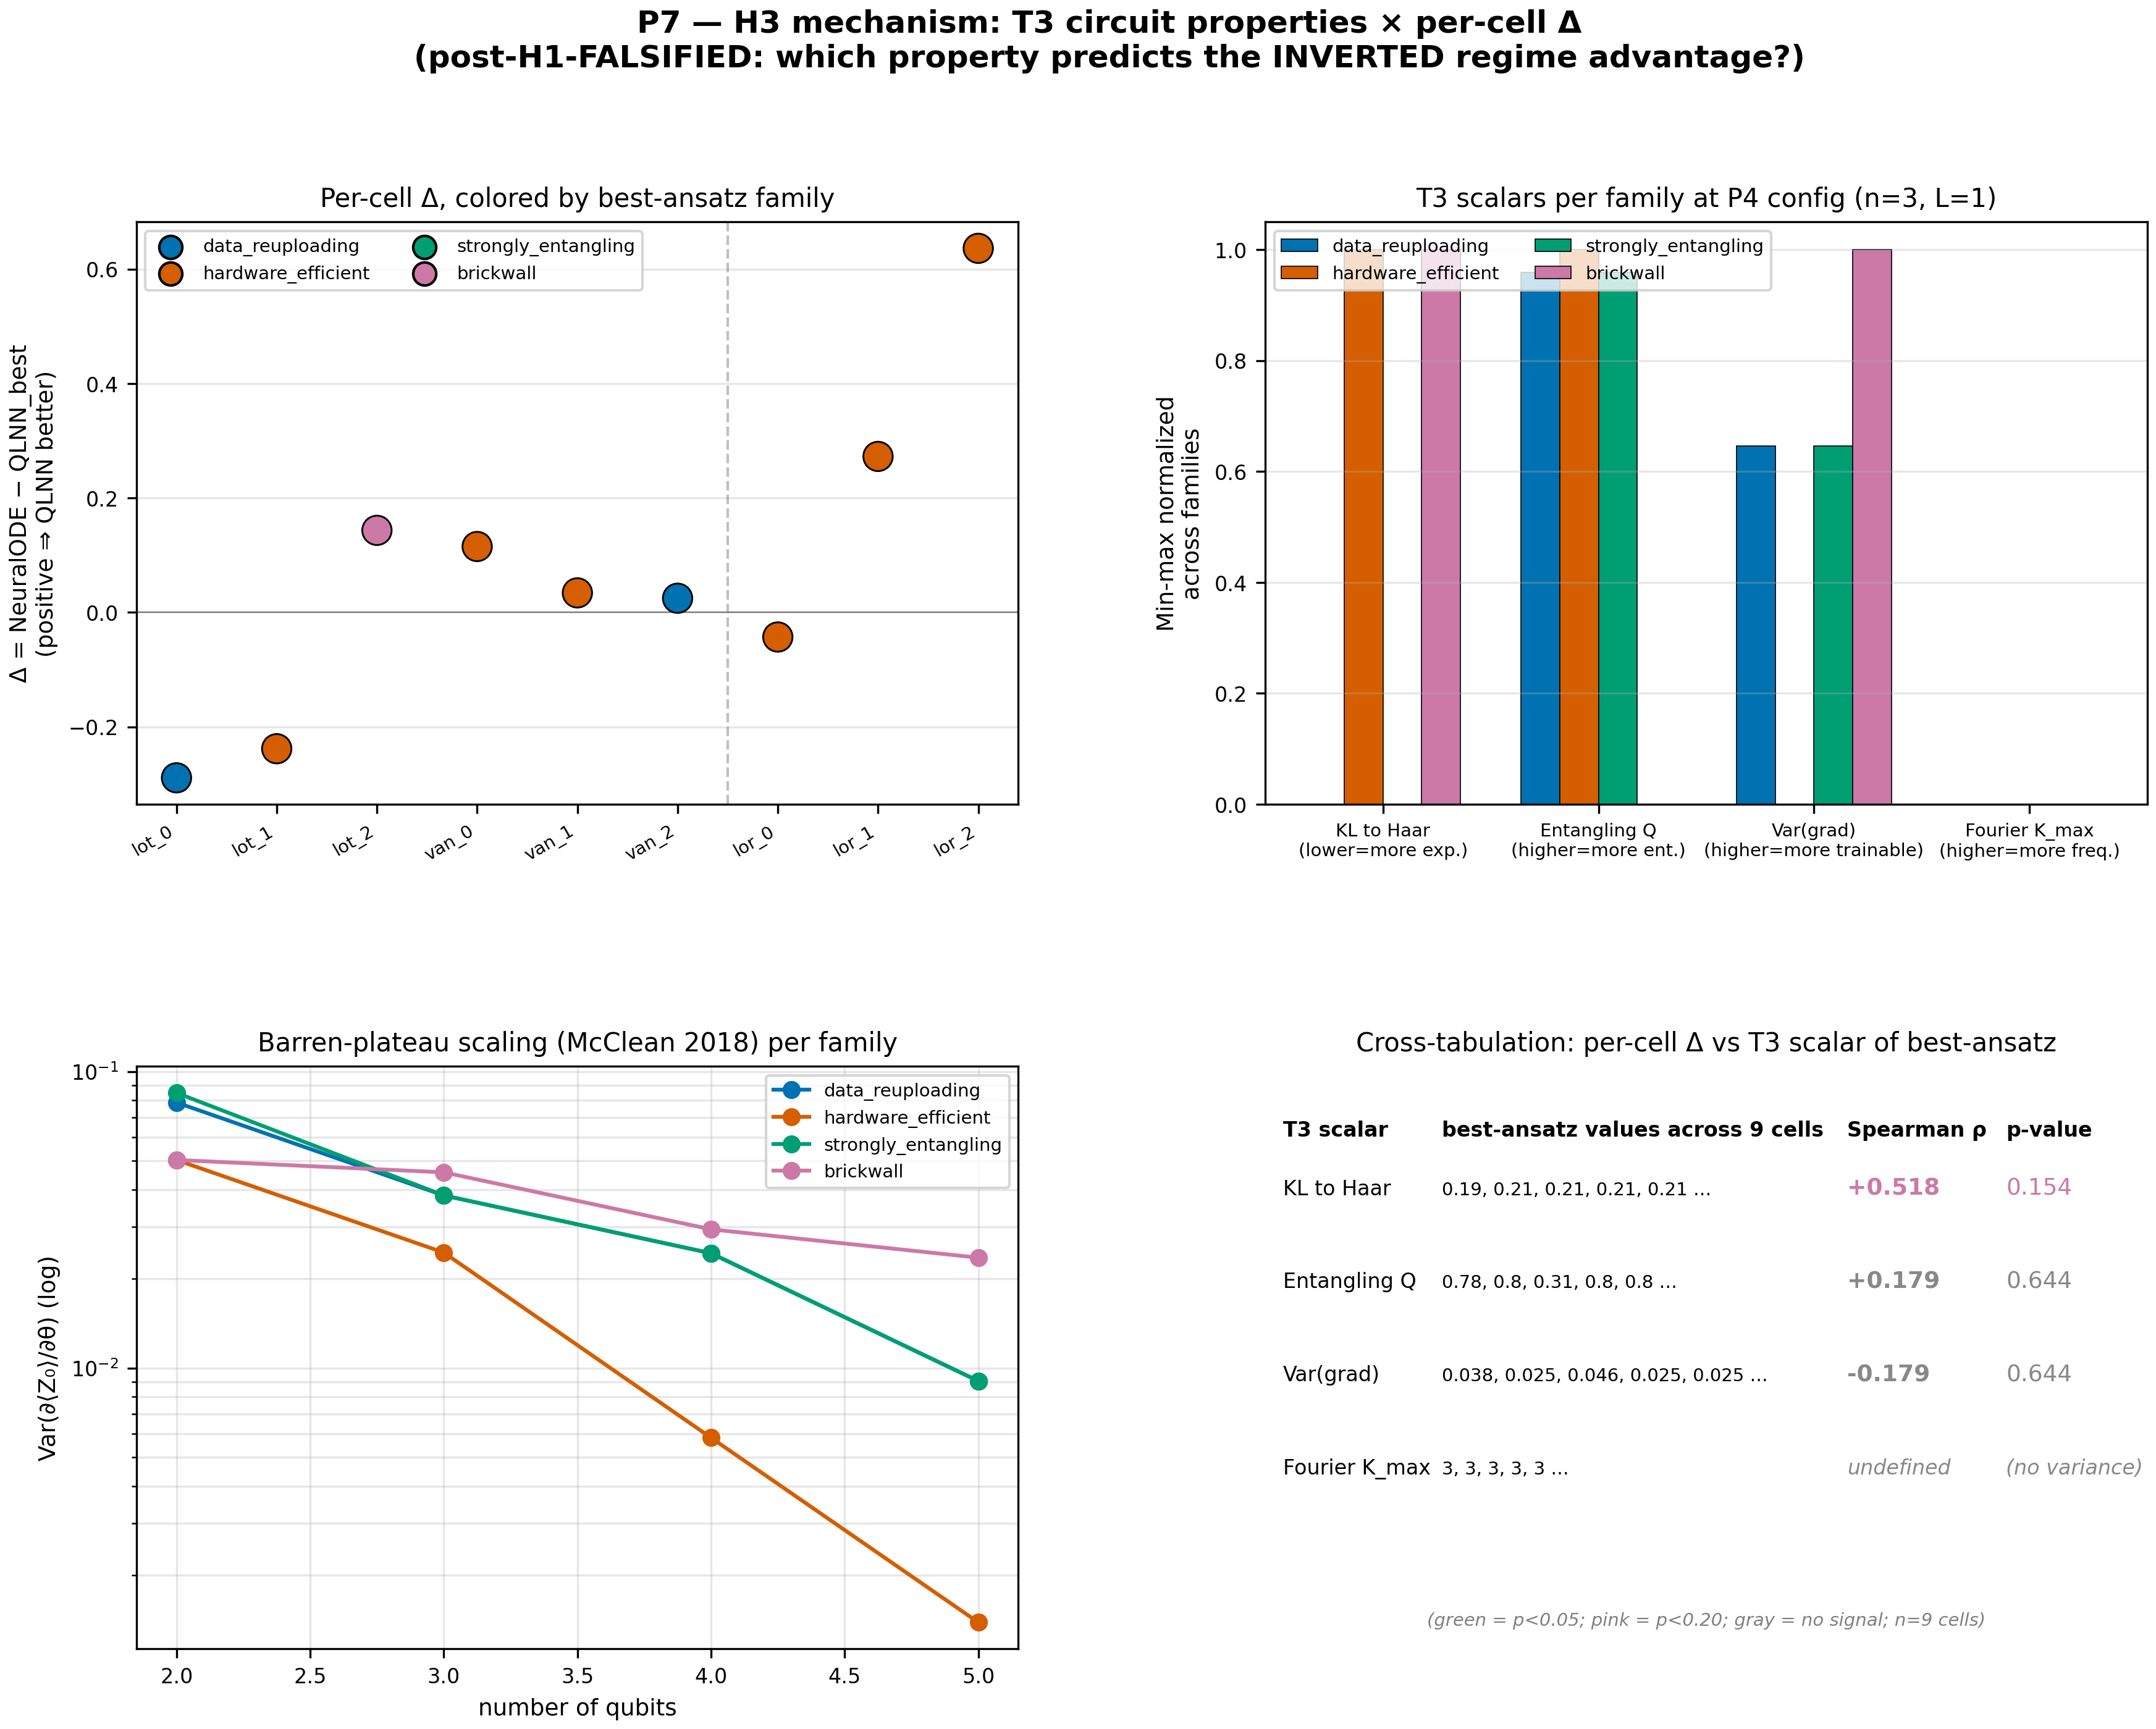 P7 — H3 mechanism: T3 circuit properties × per-cell Δ
(post-H1-FALSIFIED: which property predicts the INVERTED regime advantage?)
Per-cell Δ, colored by best-ansatz family
data_reuploading
hardware_efficient
strongly_entangling
brickwall
Δ = NeuralODE − QLNN_best
(positive ⇒ QLNN better)
0.6
0.4
0.2
0.0
−0.2
lot_0
lot_1
lot_2
van_0
van_1
van_2
lor_0
lor_1
lor_2
T3 scalars per family at P4 config (n=3, L=1)
data_reuploading
hardware_efficient
strongly_entangling
brickwall
Min-max normalized
across families
1.0
0.8
0.6
0.4
0.2
0.0
KL to Haar
(lower=more exp.)
Entangling Q
(higher=more ent.)
Var(grad)
(higher=more trainable)
Fourier K_max
(higher=more freq.)
Barren-plateau scaling (McClean 2018) per family
data_reuploading
hardware_efficient
strongly_entangling
brickwall
Var(∂⟨Z₀⟩/∂θ) (log)
10⁻¹
10⁻²
2.0
2.5
3.0
3.5
4.0
4.5
5.0
number of qubits
Cross-tabulation: per-cell Δ vs T3 scalar of best-ansatz
T3 scalar best-ansatz values across 9 cells Spearman ρ p-value
KL to Haar 0.19, 0.21, 0.21, 0.21, 0.21 ... +0.518 0.154
Entangling Q 0.78, 0.8, 0.31, 0.8, 0.8 ... +0.179 0.644
Var(grad) 0.038, 0.025, 0.046, 0.025, 0.025 ... -0.179 0.644
Fourier K_max 3, 3, 3, 3, 3 ... undefined (no variance)
(green = p<0.05; pink = p<0.20; gray = no signal; n=9 cells)